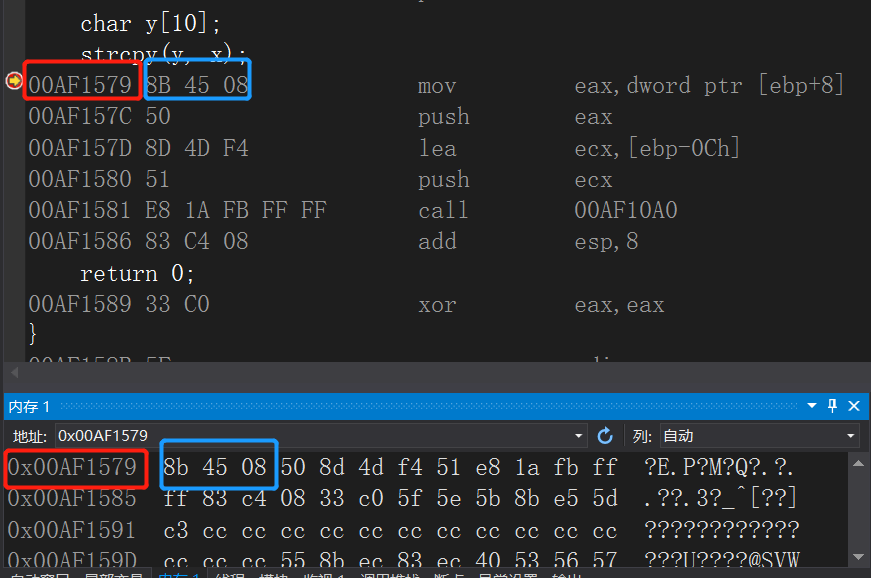 char y[10];
strcpy(y, x);
00AF1579 8B 45 08 mov eax,dword ptr [ebp+8]
00AF157C 50 push eax
00AF157D 8D 4D F4 lea ecx,[ebp-0Ch]
00AF1580 51 push ecx
00AF1581 E8 1A FB FF FF call 00AF10A0
00AF1586 83 C4 08 add esp,8
return 0;
00AF1589 33 C0 xor eax,eax
}
内存 1
地址: 0x00AF1579 列: 自动
0x00AF1579 8b 45 08 50 8d 4d f4 51 e8 1a fb ff ?E.P?M?Q?.?.
0x00AF1585 ff 83 c4 08 33 c0 5f 5e 5b 8b e5 5d .??.3?_^[??]
0x00AF1591 c3 cc cc cc cc cc cc cc cc cc cc cc ????????????
0x00AF159D cc cc cc 55 8b ec 83 ec 40 53 56 57 ???U????@SVW